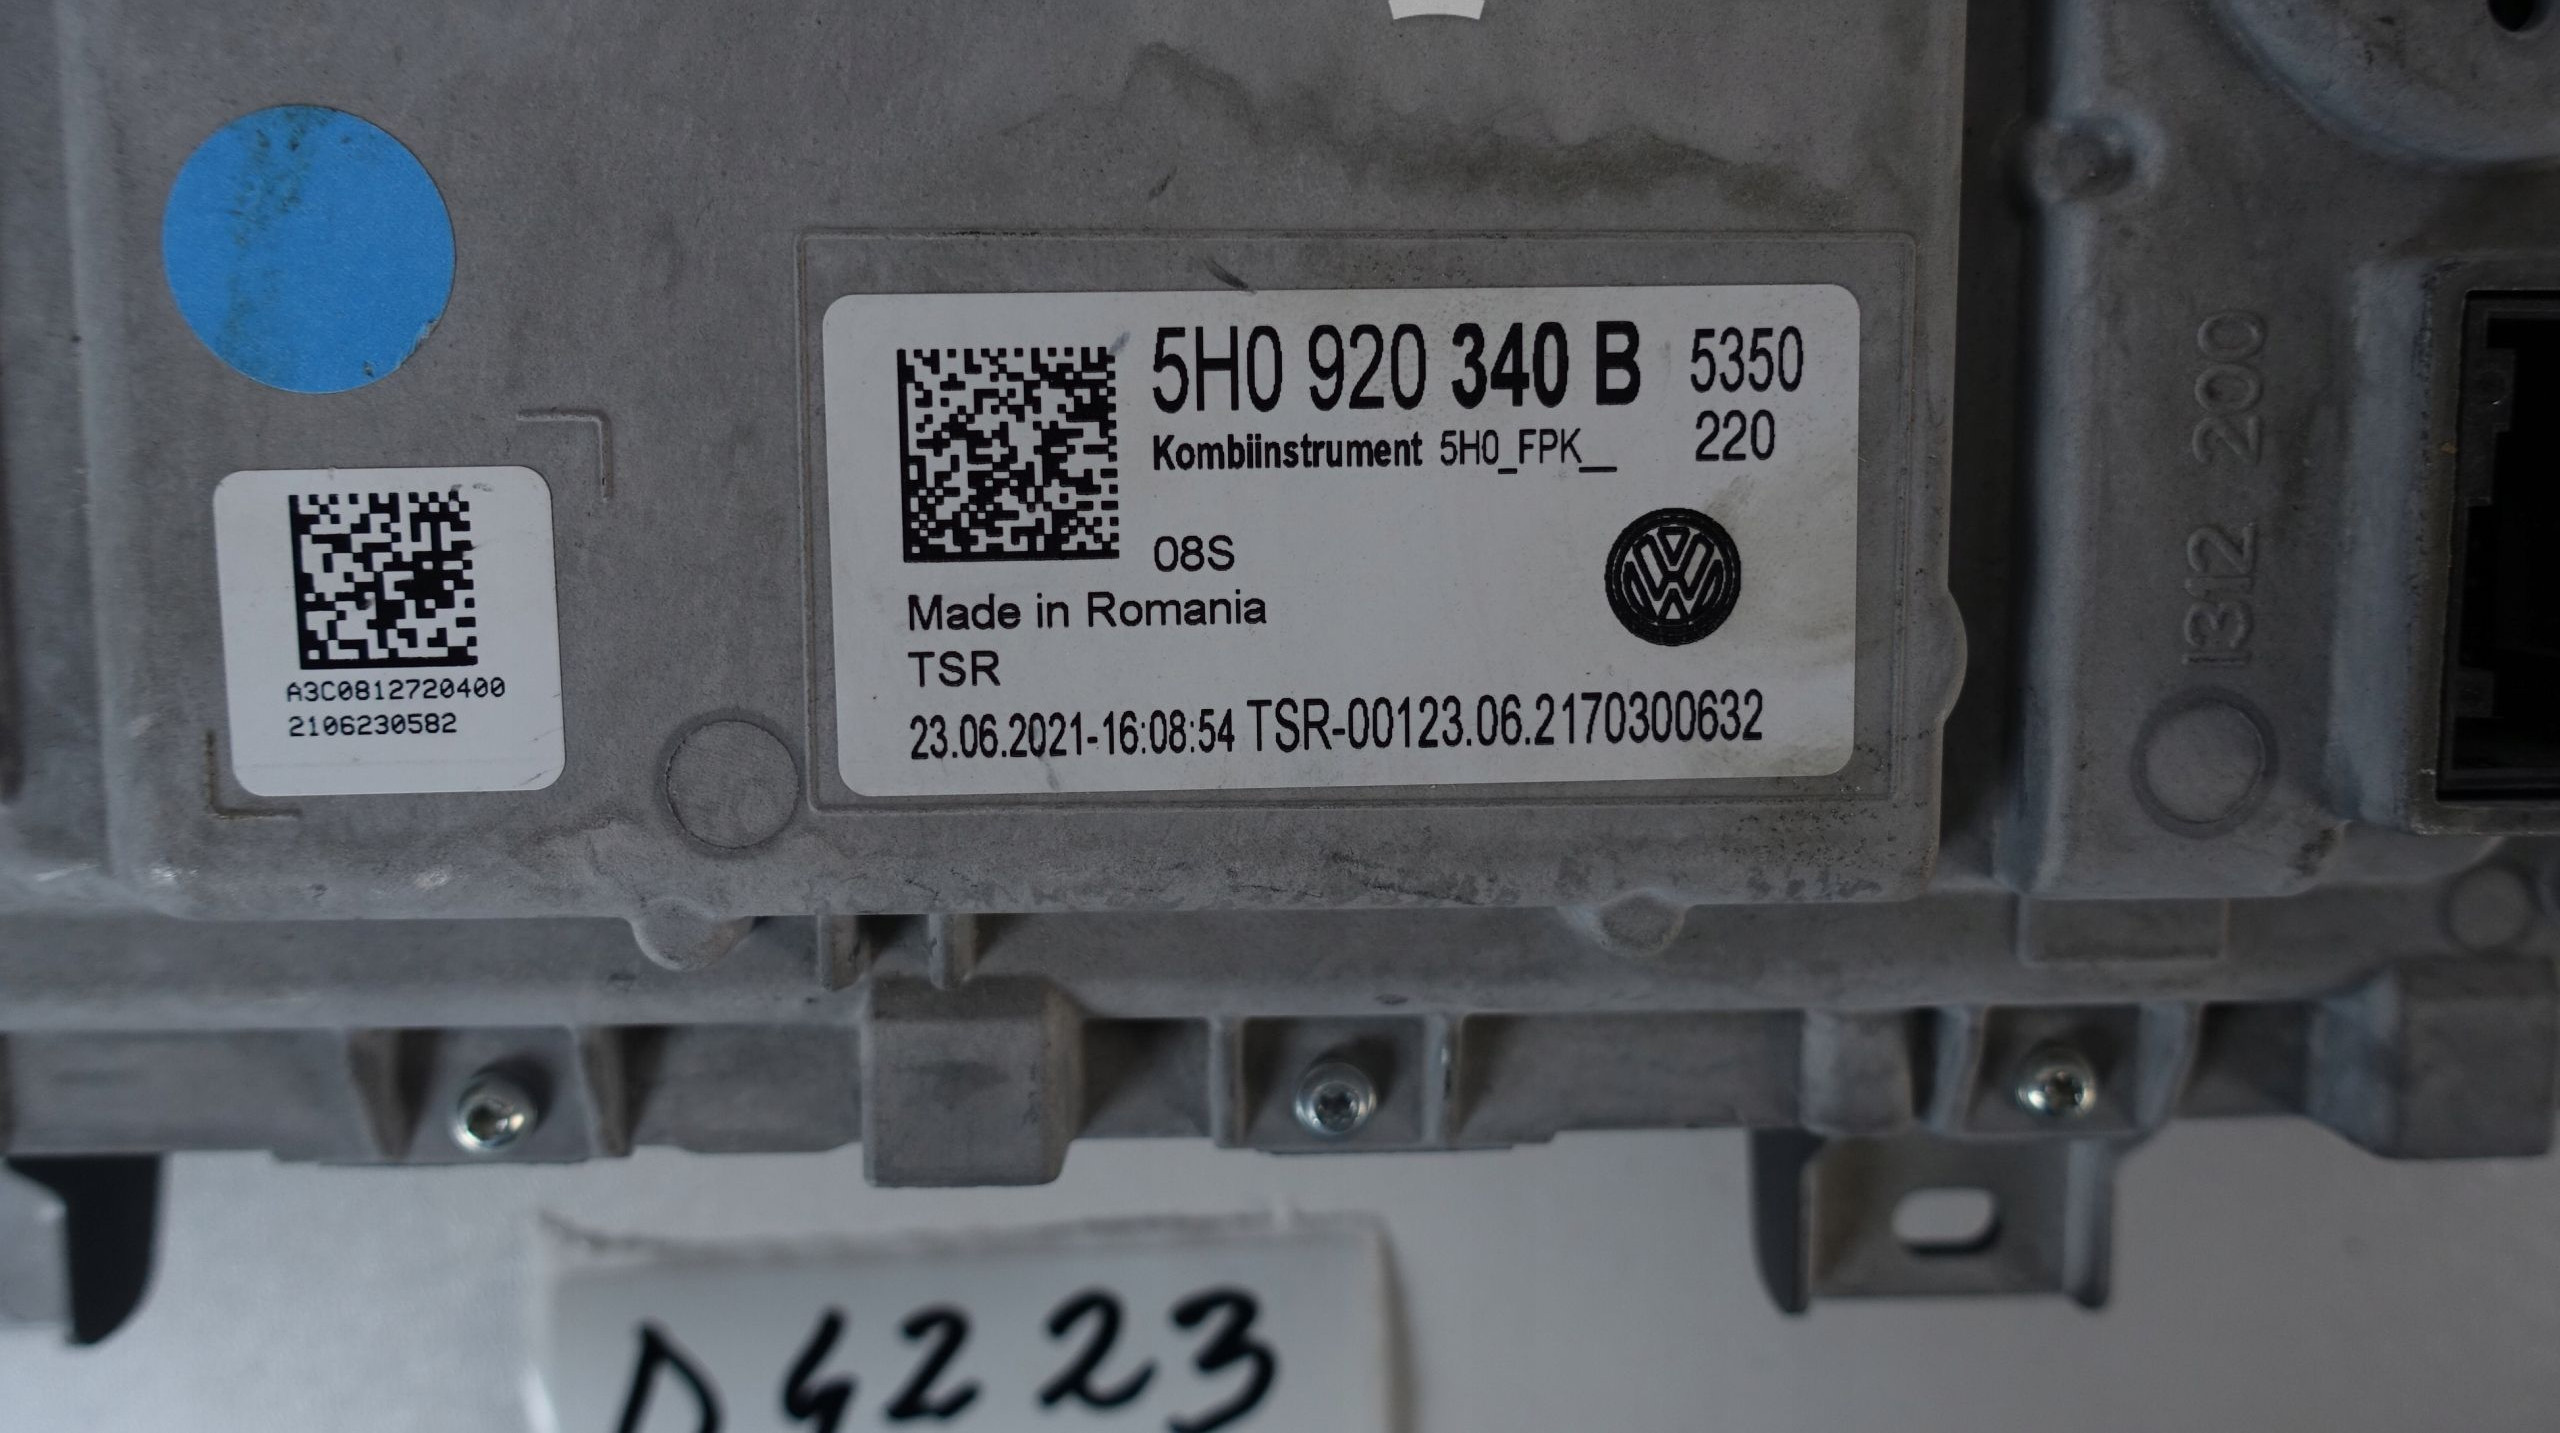 5H0 920 340 B 5350
Kombiinstrument 5H0_FPK__ 220
08S
Made in Romania
TSR
23.06.2021-16:08:54 TSR-00123.06.2170300632
A3C0812720400
2106230582
1312 200
D4223